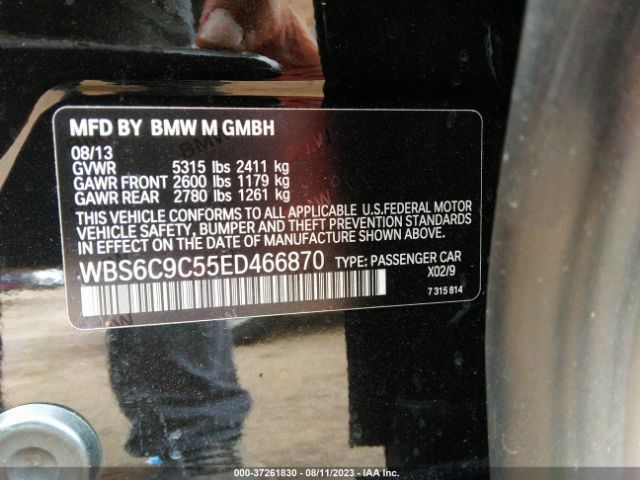 MFD BY BMW M GMBH
08/13
GVWR 5315 lbs 2411 kg
GAWR FRONT 2600 lbs 1179 kg
GAWR REAR 2780 lbs 1261 kg
THIS VEHICLE CONFORMS TO ALL APPLICABLE U.S.FEDERAL MOTOR
VEHICLE SAFETY, BUMPER AND THEFT PREVENTION STANDARDS
IN EFFECT ON THE DATE OF MANUFACTURE SHOWN ABOVE.
WBS6C9C55ED466870 TYPE: PASSENGER CAR
X02/9
7 315 814
000-37261830 - 08/11/2023 - IAA Inc.